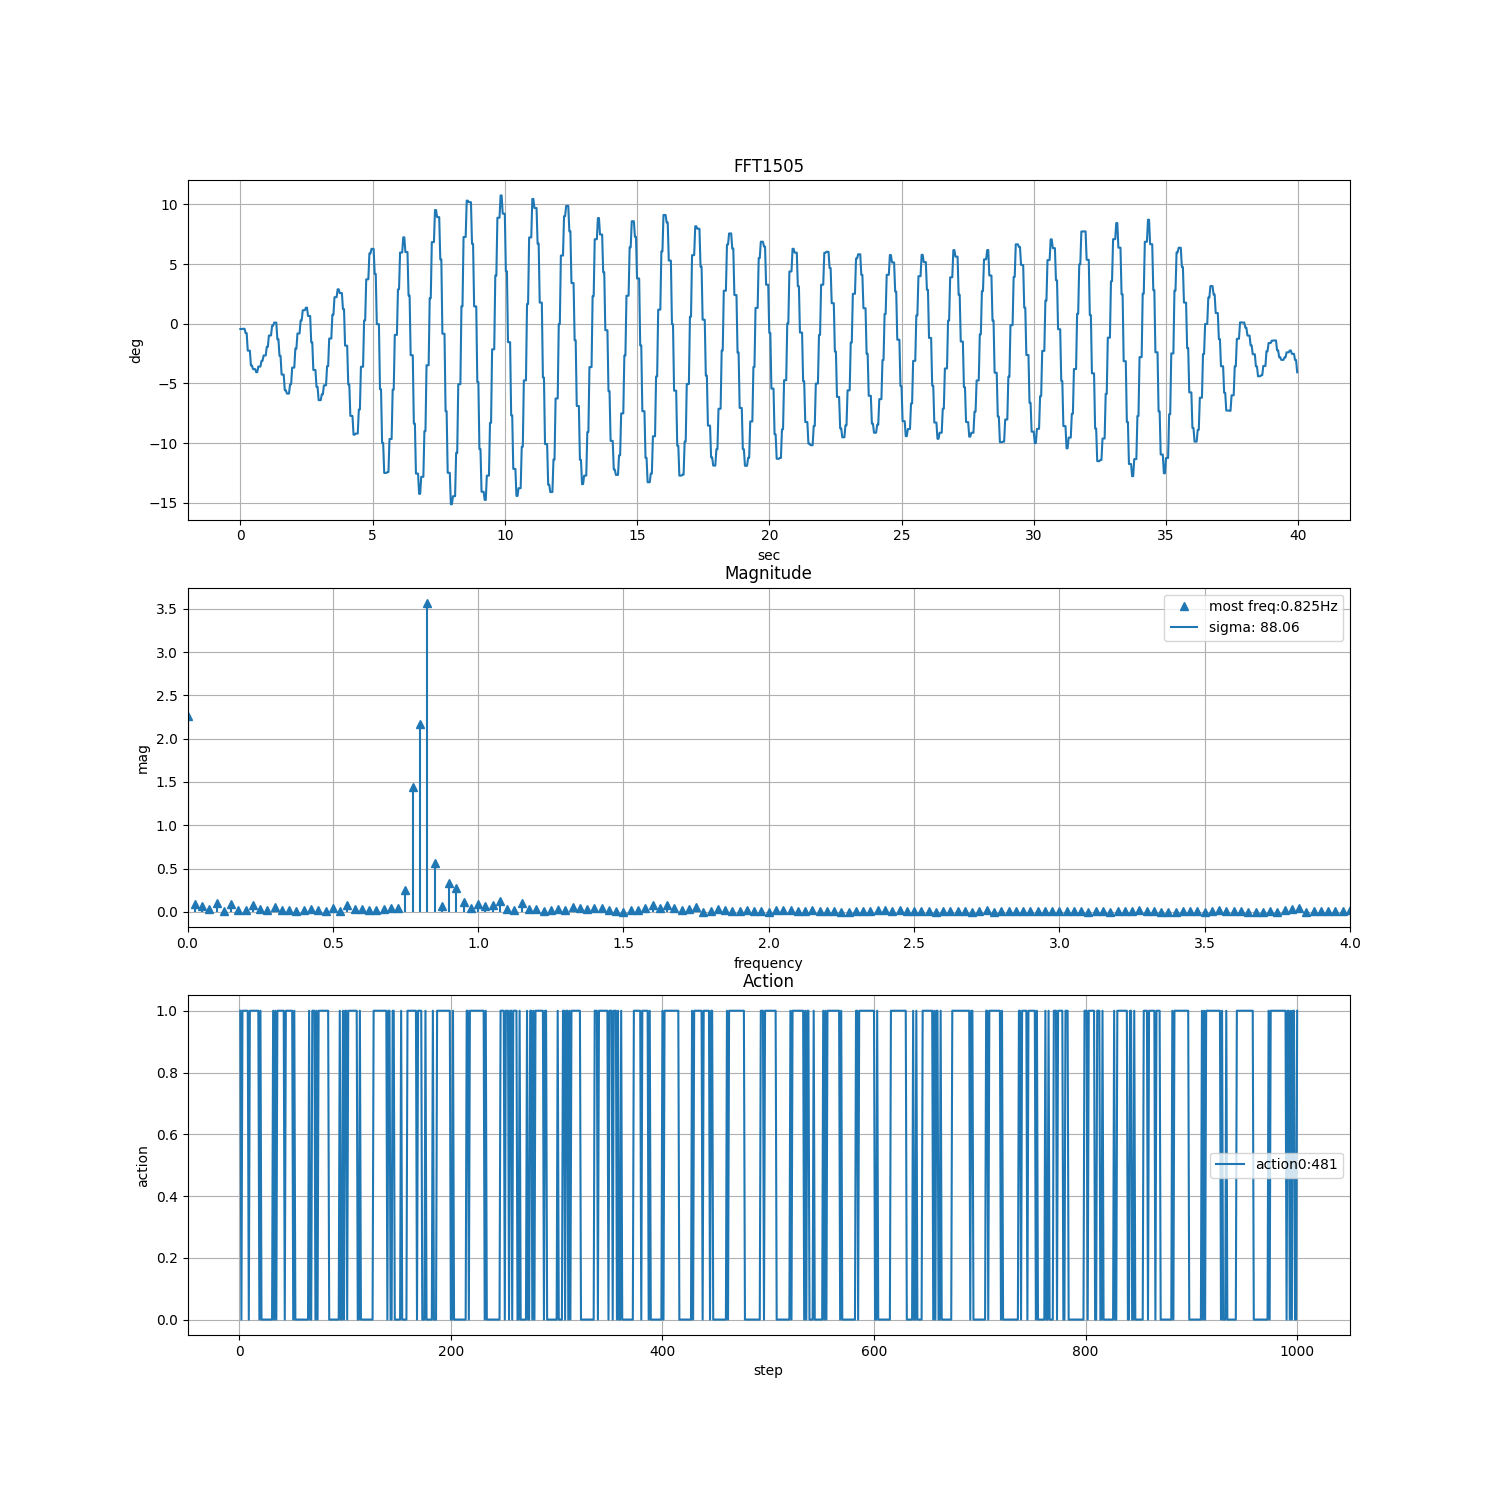 FFT1505
10
5
0
−5
−10
−15
deg
0 5 10 15 20 25 30 35 40
sec
Magnitude
3.5
3.0
2.5
2.0
1.5
1.0
0.5
0.0
mag
most freq:0.825Hz
sigma: 88.06
0.0 0.5 1.0 1.5 2.0 2.5 3.0 3.5 4.0
frequency
Action
1.0
0.8
0.6
0.4
0.2
0.0
action
action0:481
0 200 400 600 800 1000
step